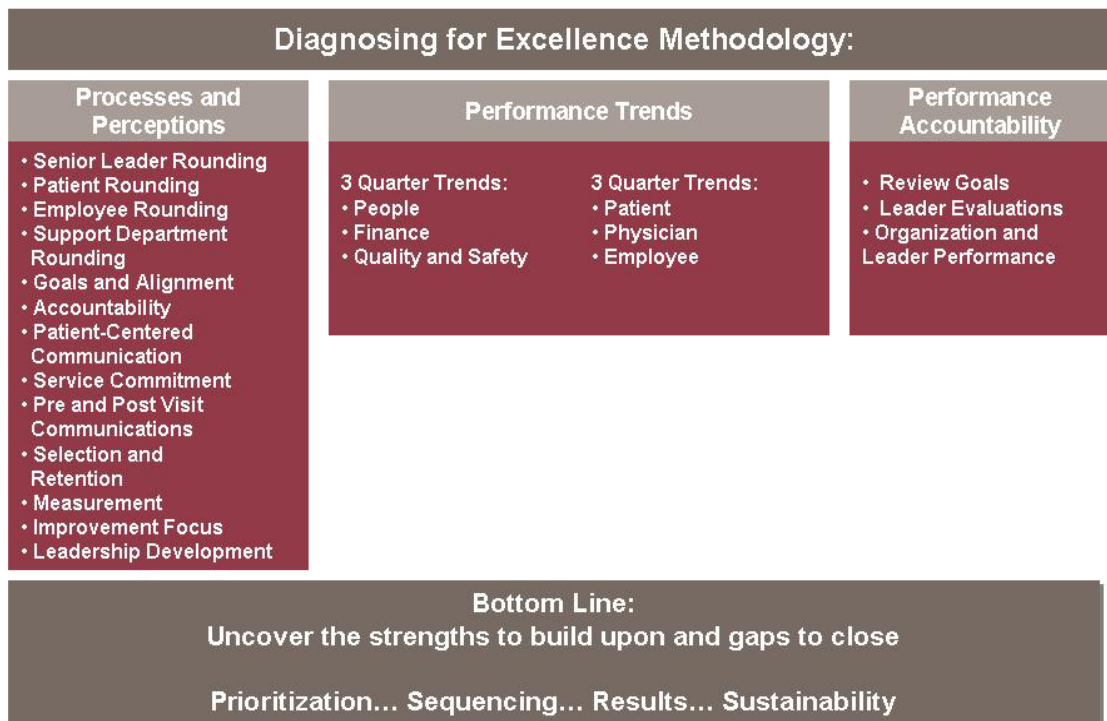 Diagnosing for Excellence Methodology:
Processes and
Perceptions
• Senior Leader Rounding
• Patient Rounding
• Employee Rounding
• Support Department
Rounding
• Goals and Alignment
• Accountability
• Patient-Centered
Communication
• Service Commitment
• Pre and Post Visit
Communications
• Selection and
Retention
• Measurement
• Improvement Focus
• Leadership Development
Performance Trends
3 Quarter Trends:
• People
• Finance
• Quality and Safety
3 Quarter Trends:
• Patient
• Physician
• Employee
Performance
Accountability
• Review Goals
• Leader Evaluations
• Organization and
Leader Performance
Bottom Line:
Uncover the strengths to build upon and gaps to close
Prioritization... Sequencing... Results... Sustainability